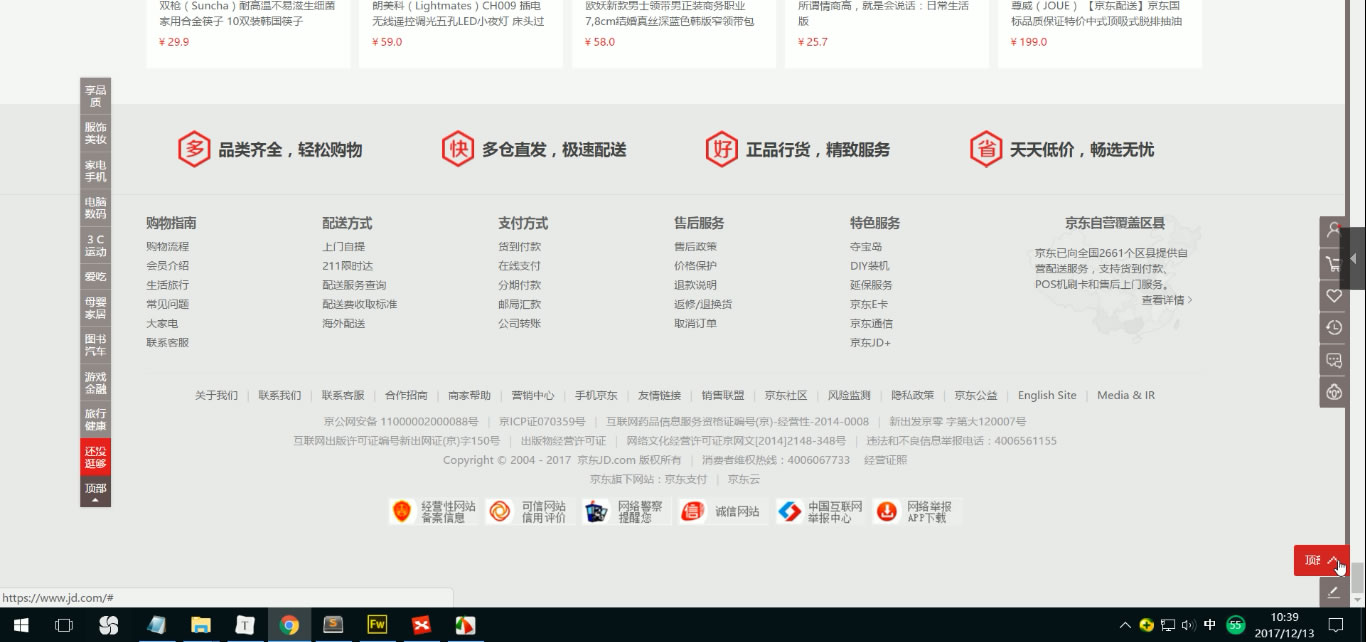 双枪（Suncha）耐高温不易滋生细菌
家用合金筷子 10双装韩国筷子
¥ 29.9
朗美科（Lightmates）CH009 插电
无线遥控调光五孔LED小夜灯 床头过
¥ 59.0
欧妖新款男士领带男正装商务职业
7,8cm结婚真丝深蓝色韩版窄领带包
¥ 58.0
所谓情商高，就是会说话：日常生活
版
¥ 25.7
尊威（JOUE）【京东配送】京东国
标品质保证特价中式顶吸式脱排抽油
¥ 199.0
享品
质
服饰
美妆
家电
手机
电脑
数码
3 C
运动
爱吃
母婴
家居
图书
汽车
游戏
金融
旅行
健康
还没
逛够
顶部
多 品类齐全，轻松购物
快 多仓直发，极速配送
好 正品行货，精致服务
省 天天低价，畅选无忧
购物指南
购物流程
会员介绍
生活旅行
常见问题
大家电
联系客服
配送方式
上门自提
211限时达
配送服务查询
配送费收取标准
海外配送
支付方式
货到付款
在线支付
分期付款
邮局汇款
公司转账
售后服务
售后政策
价格保护
退款说明
返修/退换货
取消订单
特色服务
夺宝岛
DIY装机
延保服务
京东E卡
京东通信
京东JD+
京东自营覆盖区县
京东已向全国2661个区县提供自
营配送服务，支持货到付款、
POS机刷卡和售后上门服务。
查看详情 >
关于我们 | 联系我们 | 联系客服 | 合作招商 | 商家帮助 | 营销中心 | 手机京东 | 友情链接 | 销售联盟 | 京东社区 | 风险监测 | 隐私政策 | 京东公益 | English Site | Media & IR
京公网安备 11000002000088号 | 京ICP证070359号 | 互联网药品信息服务资格证编号(京)-经营性-2014-0008 | 新出发京零 字第大120007号
互联网出版许可证编号新出网证(京)字150号 | 出版物经营许可证 | 网络文化经营许可证京网文[2014]2148-348号 | 违法和不良信息举报电话：4006561155
Copyright © 2004 - 2017 京东JD.com 版权所有 | 消费者维权热线：4006067733 经营证照
京东旗下网站：京东支付 | 京东云
经营性网站
备案信息
可信网站
信用评价
网络警察
提醒您
信 诚信网站
中国互联网
举报中心
网络举报
APP下载
顶部
https://www.jd.com/#
T
S
Fw
中
55
10:39
2017/12/13